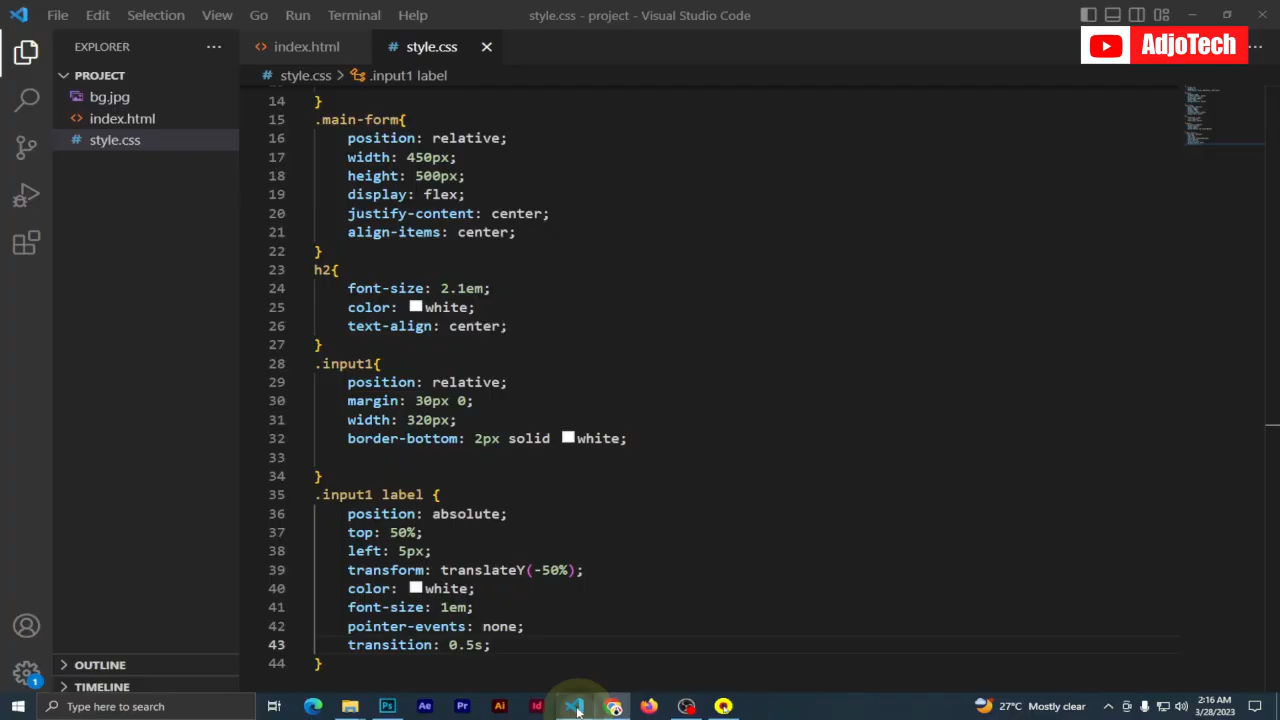 File Edit Selection View Go Run Terminal Help style.css - project - Visual Studio Code
AdjoTech
EXPLORER
PROJECT
bg.jpg
index.html
style.css
OUTLINE
TIMELINE
1
index.html style.css
style.css > .input1 label
14 }
15 .main-form{
16 position: relative;
17 width: 450px;
18 height: 500px;
19 display: flex;
20 justify-content: center;
21 align-items: center;
22 }
23 h2{
24 font-size: 2.1em;
25 color: white;
26 text-align: center;
27 }
28 .input1{
29 position: relative;
30 margin: 30px 0;
31 width: 320px;
32 border-bottom: 2px solid white;
33
34 }
35 .input1 label {
36 position: absolute;
37 top: 50%;
38 left: 5px;
39 transform: translateY(-50%);
40 color: white;
41 font-size: 1em;
42 pointer-events: none;
43 transition: 0.5s;
44 }
Type here to search
Ps Ae Pr Ai Id
27°C Mostly clear
2:16 AM
3/28/2023